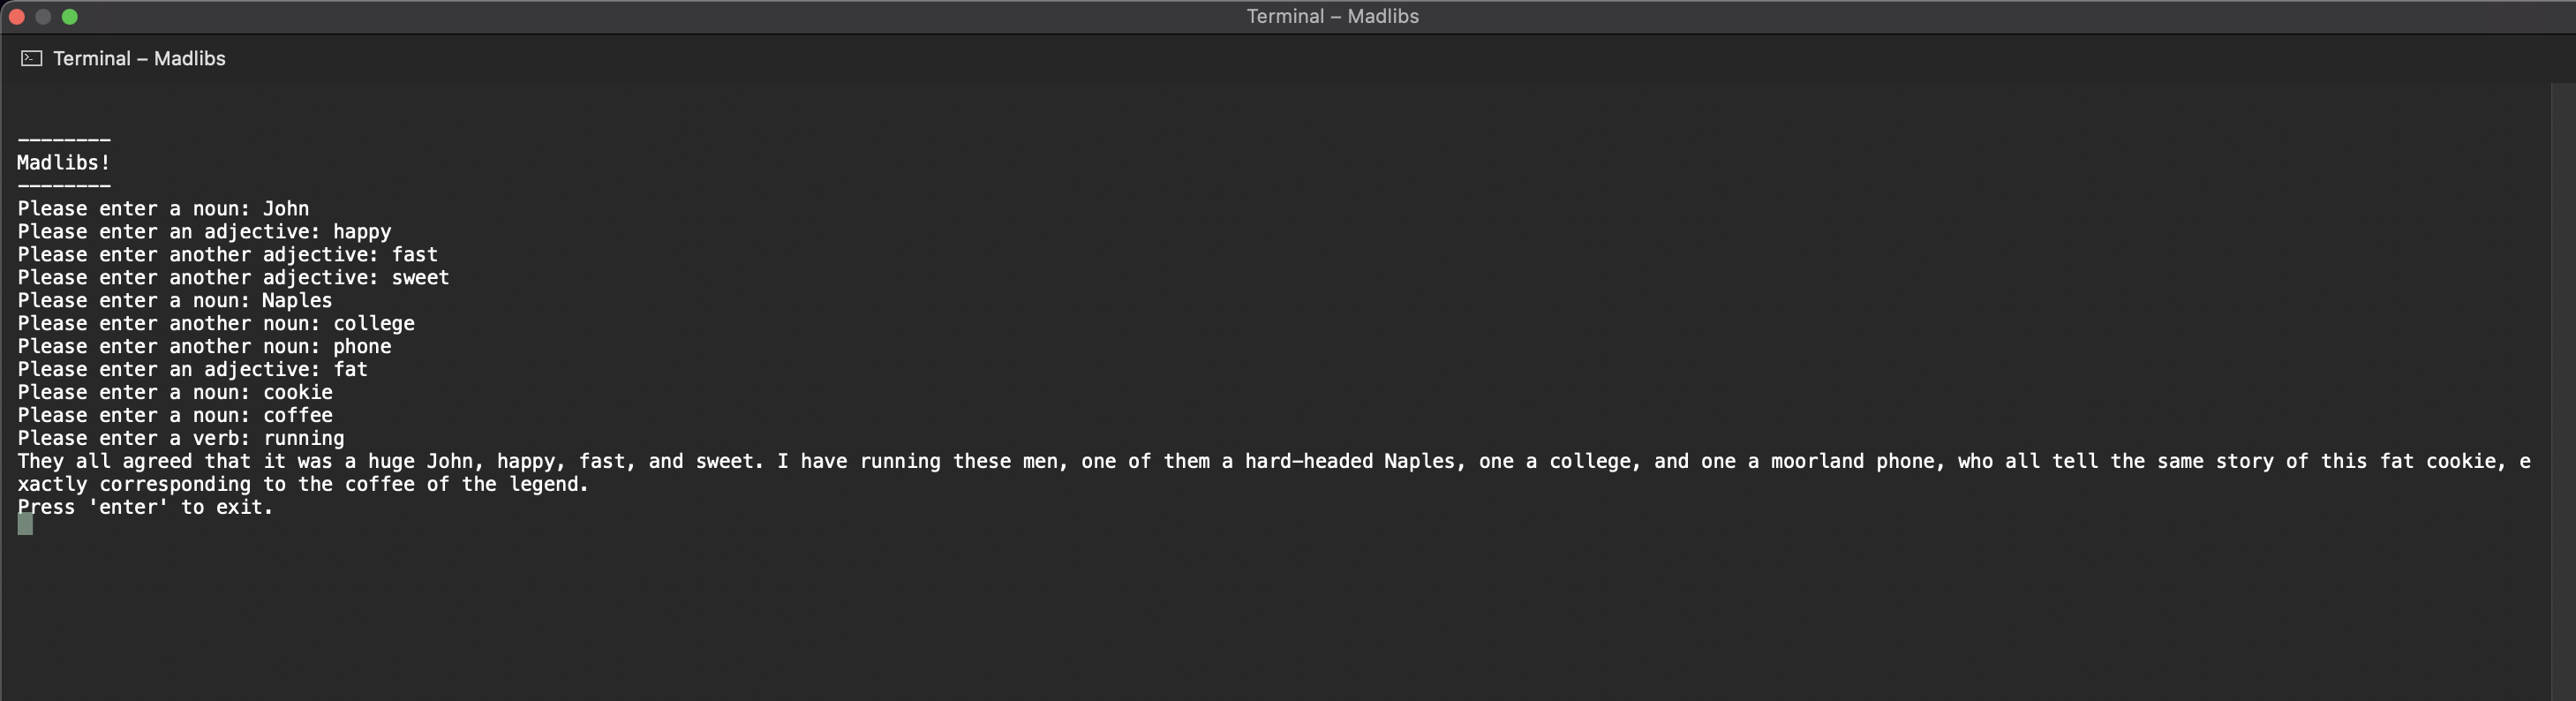 Terminal – Madlibs
Terminal – Madlibs
--------
Madlibs!
--------
Please enter a noun: John
Please enter an adjective: happy
Please enter another adjective: fast
Please enter another adjective: sweet
Please enter a noun: Naples
Please enter another noun: college
Please enter another noun: phone
Please enter an adjective: fat
Please enter a noun: cookie
Please enter a noun: coffee
Please enter a verb: running
They all agreed that it was a huge John, happy, fast, and sweet. I have running these men, one of them a hard-headed Naples, one a college, and one a moorland phone, who all tell the same story of this fat cookie, e
xactly corresponding to the coffee of the legend.
Press 'enter' to exit.